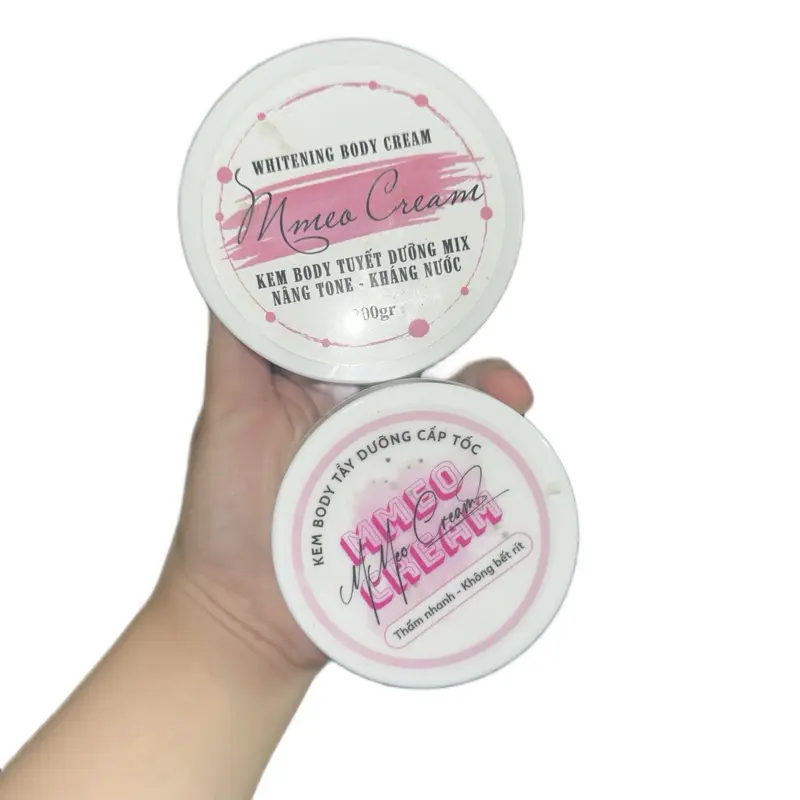 WHITENING BODY CREAM
Mmeo Cream
KEM BODY TUYẾT DƯỠNG MIX
NÂNG TONE - KHÁNG NƯỚC
00gr
KEM BODY TẨY DƯỠNG CẤP TỐC
MMEO
MMeo Cream
CREAM
Thấm nhanh - Không bết rít